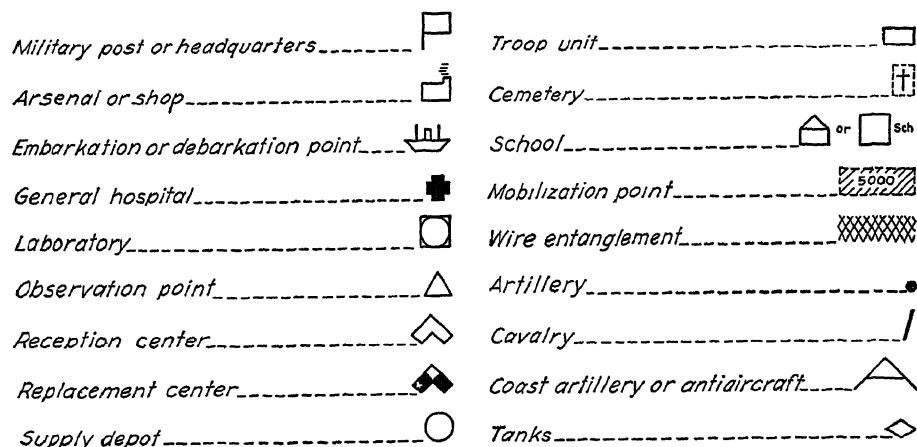 Military post or headquarters
Arsenal or shop
Embarkation or debarkation point
General hospital
Laboratory
Observation point
Reception center
Replacement center
Supply depot
Troop unit
Cemetery
School or Sch
Mobilization point 5000
Wire entanglement
Artillery
Cavalry
Coast artillery or antiaircraft
Tanks